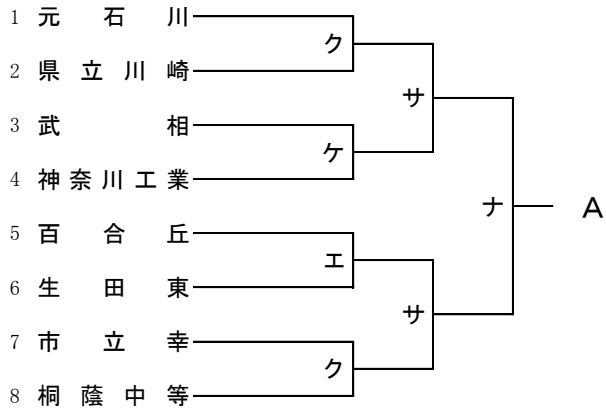 1 元石川
ク
2 県立川崎
サ
3 武相
ケ
4 神奈川工業
ナ A
5 百合丘
エ
6 生田東
サ
7 市立幸
ク
8 桐蔭中等